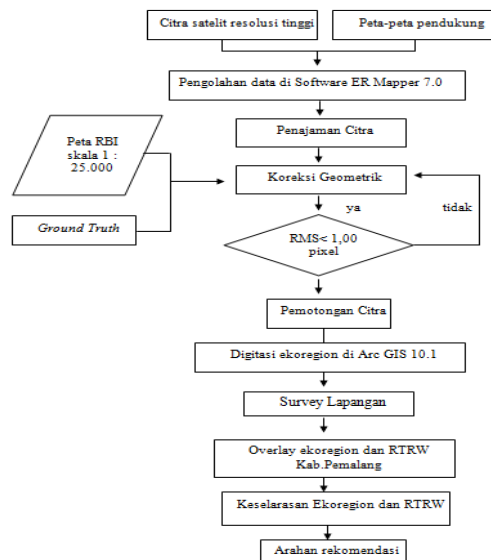 Citra satelit resolusi tinggi
Peta-peta pendukung
Pengolahan data di Software ER Mapper 7.0
Penajaman Citra
Peta RBI
skala 1 :
25.000
Koreksi Geometrik
Ground Truth
ya
tidak
RMS< 1,00
pixel
Pemotongan Citra
Digitasi ekoregion di Arc GIS 10.1
Survey Lapangan
Overlay ekoregion dan RTRW
Kab.Pemalang
Keselarasan Ekoregion dan RTRW
Arahan rekomendasi